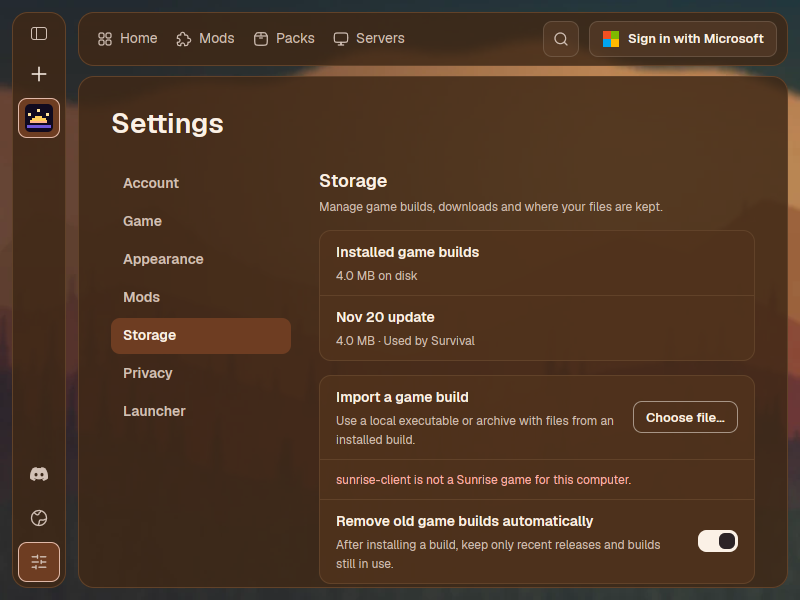 Home
Mods
Packs
Servers
Sign in with Microsoft
Settings
Account
Game
Appearance
Mods
Storage
Privacy
Launcher
Storage
Manage game builds, downloads and where your files are kept.
Installed game builds
4.0 MB on disk
Nov 20 update
4.0 MB · Used by Survival
Import a game build
Use a local executable or archive with files from an
installed build.
Choose file...
sunrise-client is not a Sunrise game for this computer.
Remove old game builds automatically
After installing a build, keep only recent releases and builds
still in use.